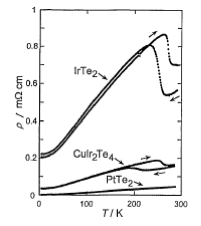 1
0.8
0.6
0.4
0.2
0
ρ / mΩ cm
IrTe₂
CuIr₂Te₄
PtTe₂
0 100 200 300
T / K